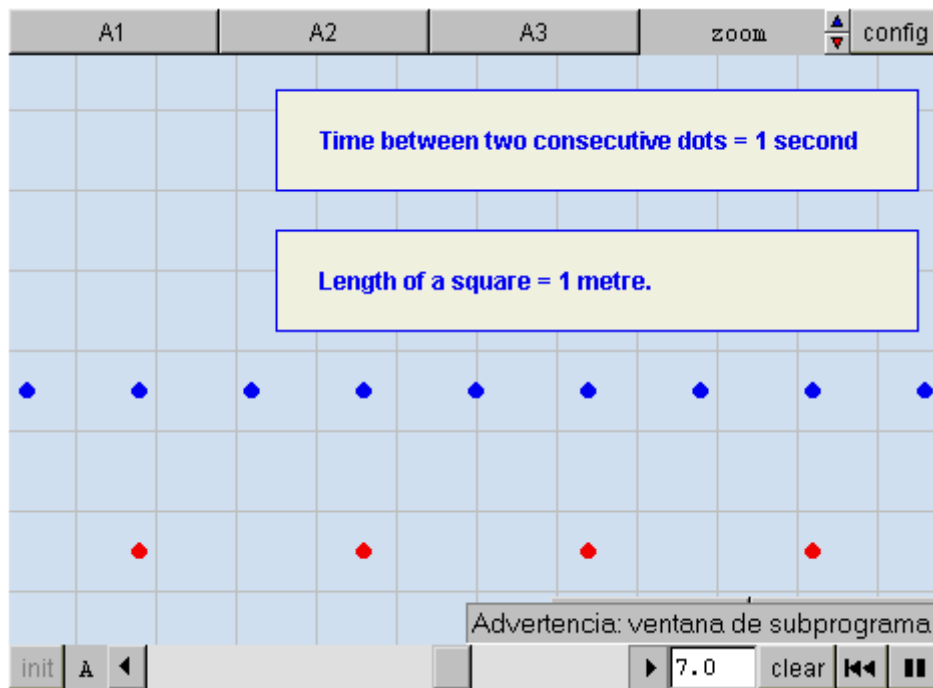 A1 A2 A3 zoom config
Time between two consecutive dots = 1 second
Length of a square = 1 metre.
Advertencia: ventana de subprograma
init A 7.0 clear